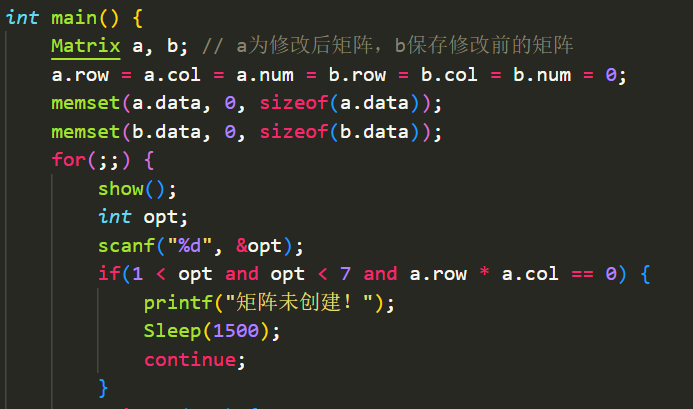 int main() {
    Matrix a, b; // a为修改后矩阵，b保存修改前的矩阵
    a.row = a.col = a.num = b.row = b.col = b.num = 0;
    memset(a.data, 0, sizeof(a.data));
    memset(b.data, 0, sizeof(b.data));
    for(;;) {
        show();
        int opt;
        scanf("%d", &opt);
        if(1 < opt and opt < 7 and a.row * a.col == 0) {
            printf("矩阵未创建！");
            Sleep(1500);
            continue;
        }